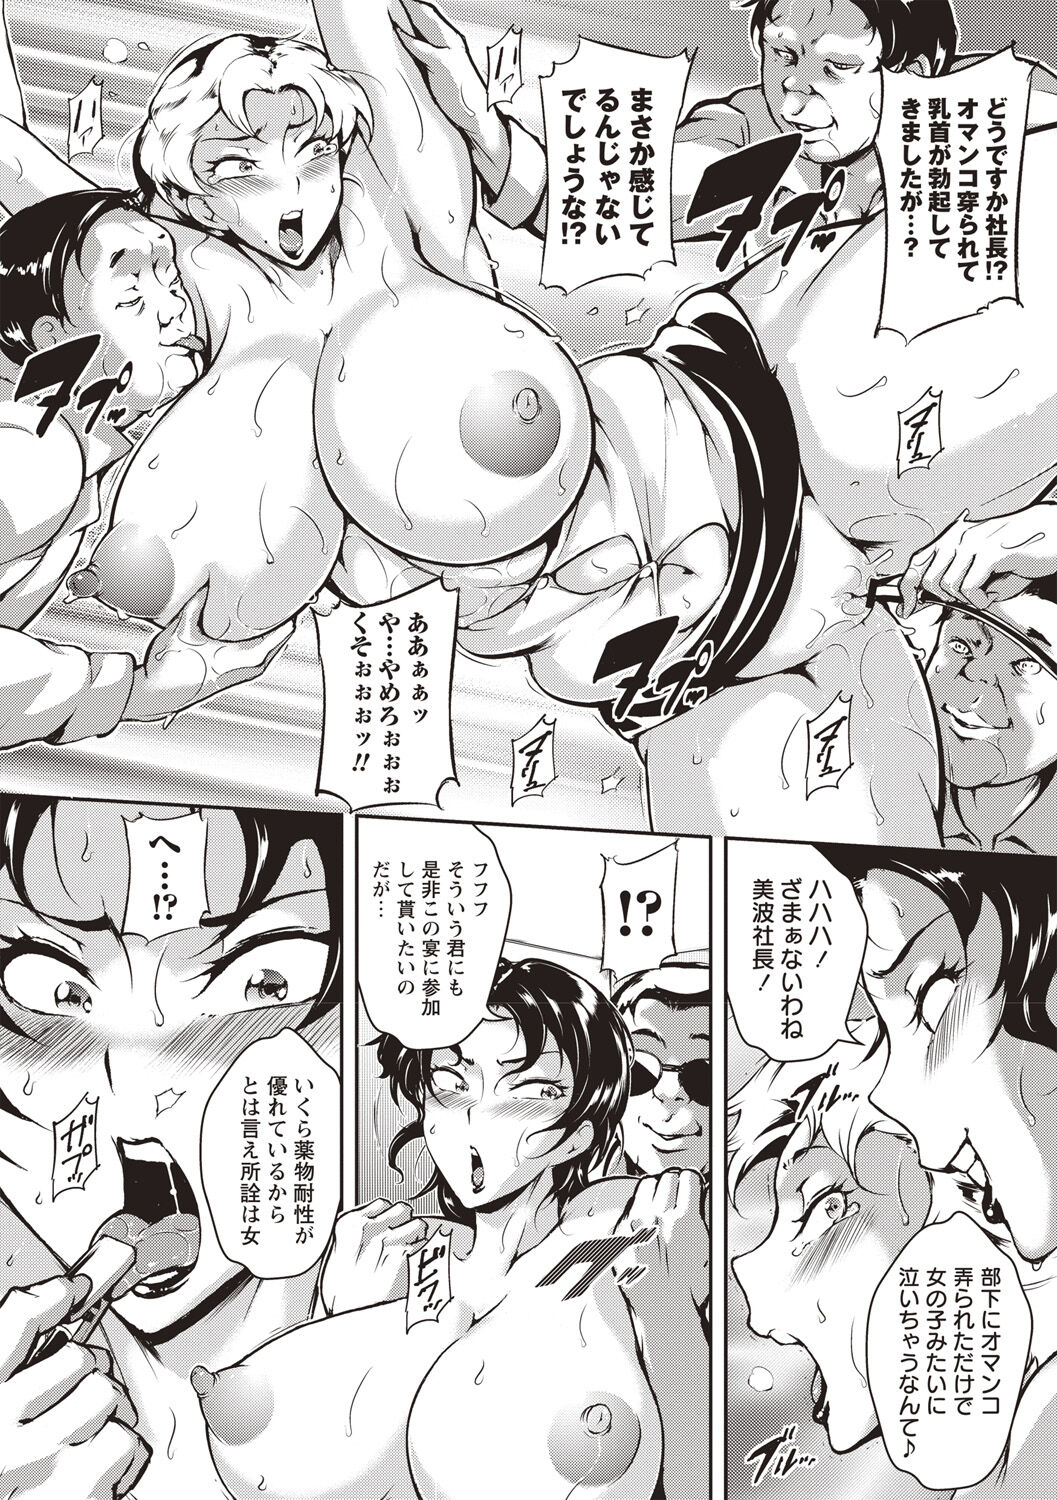 どうですか社長!?
オマンコ穿られて
乳首が勃起して
きましたが…?
まさか感じて
るんじゃない
でしょうな!?
ああぁぁッ
や…やめろぉぉぉ
くそぉぉぉぉッ!!
ハハハ!
ざまぁないわね
美波社長!
部下にオマンコ
弄られただけで
女の子みたいに
泣いちゃうなんて♪
!?
フフフ
そういう君にも
是非この宴に参加
して貰いたいの
だが…
いくら薬物耐性が
優れているから
とは言え所詮は女
へ…!?